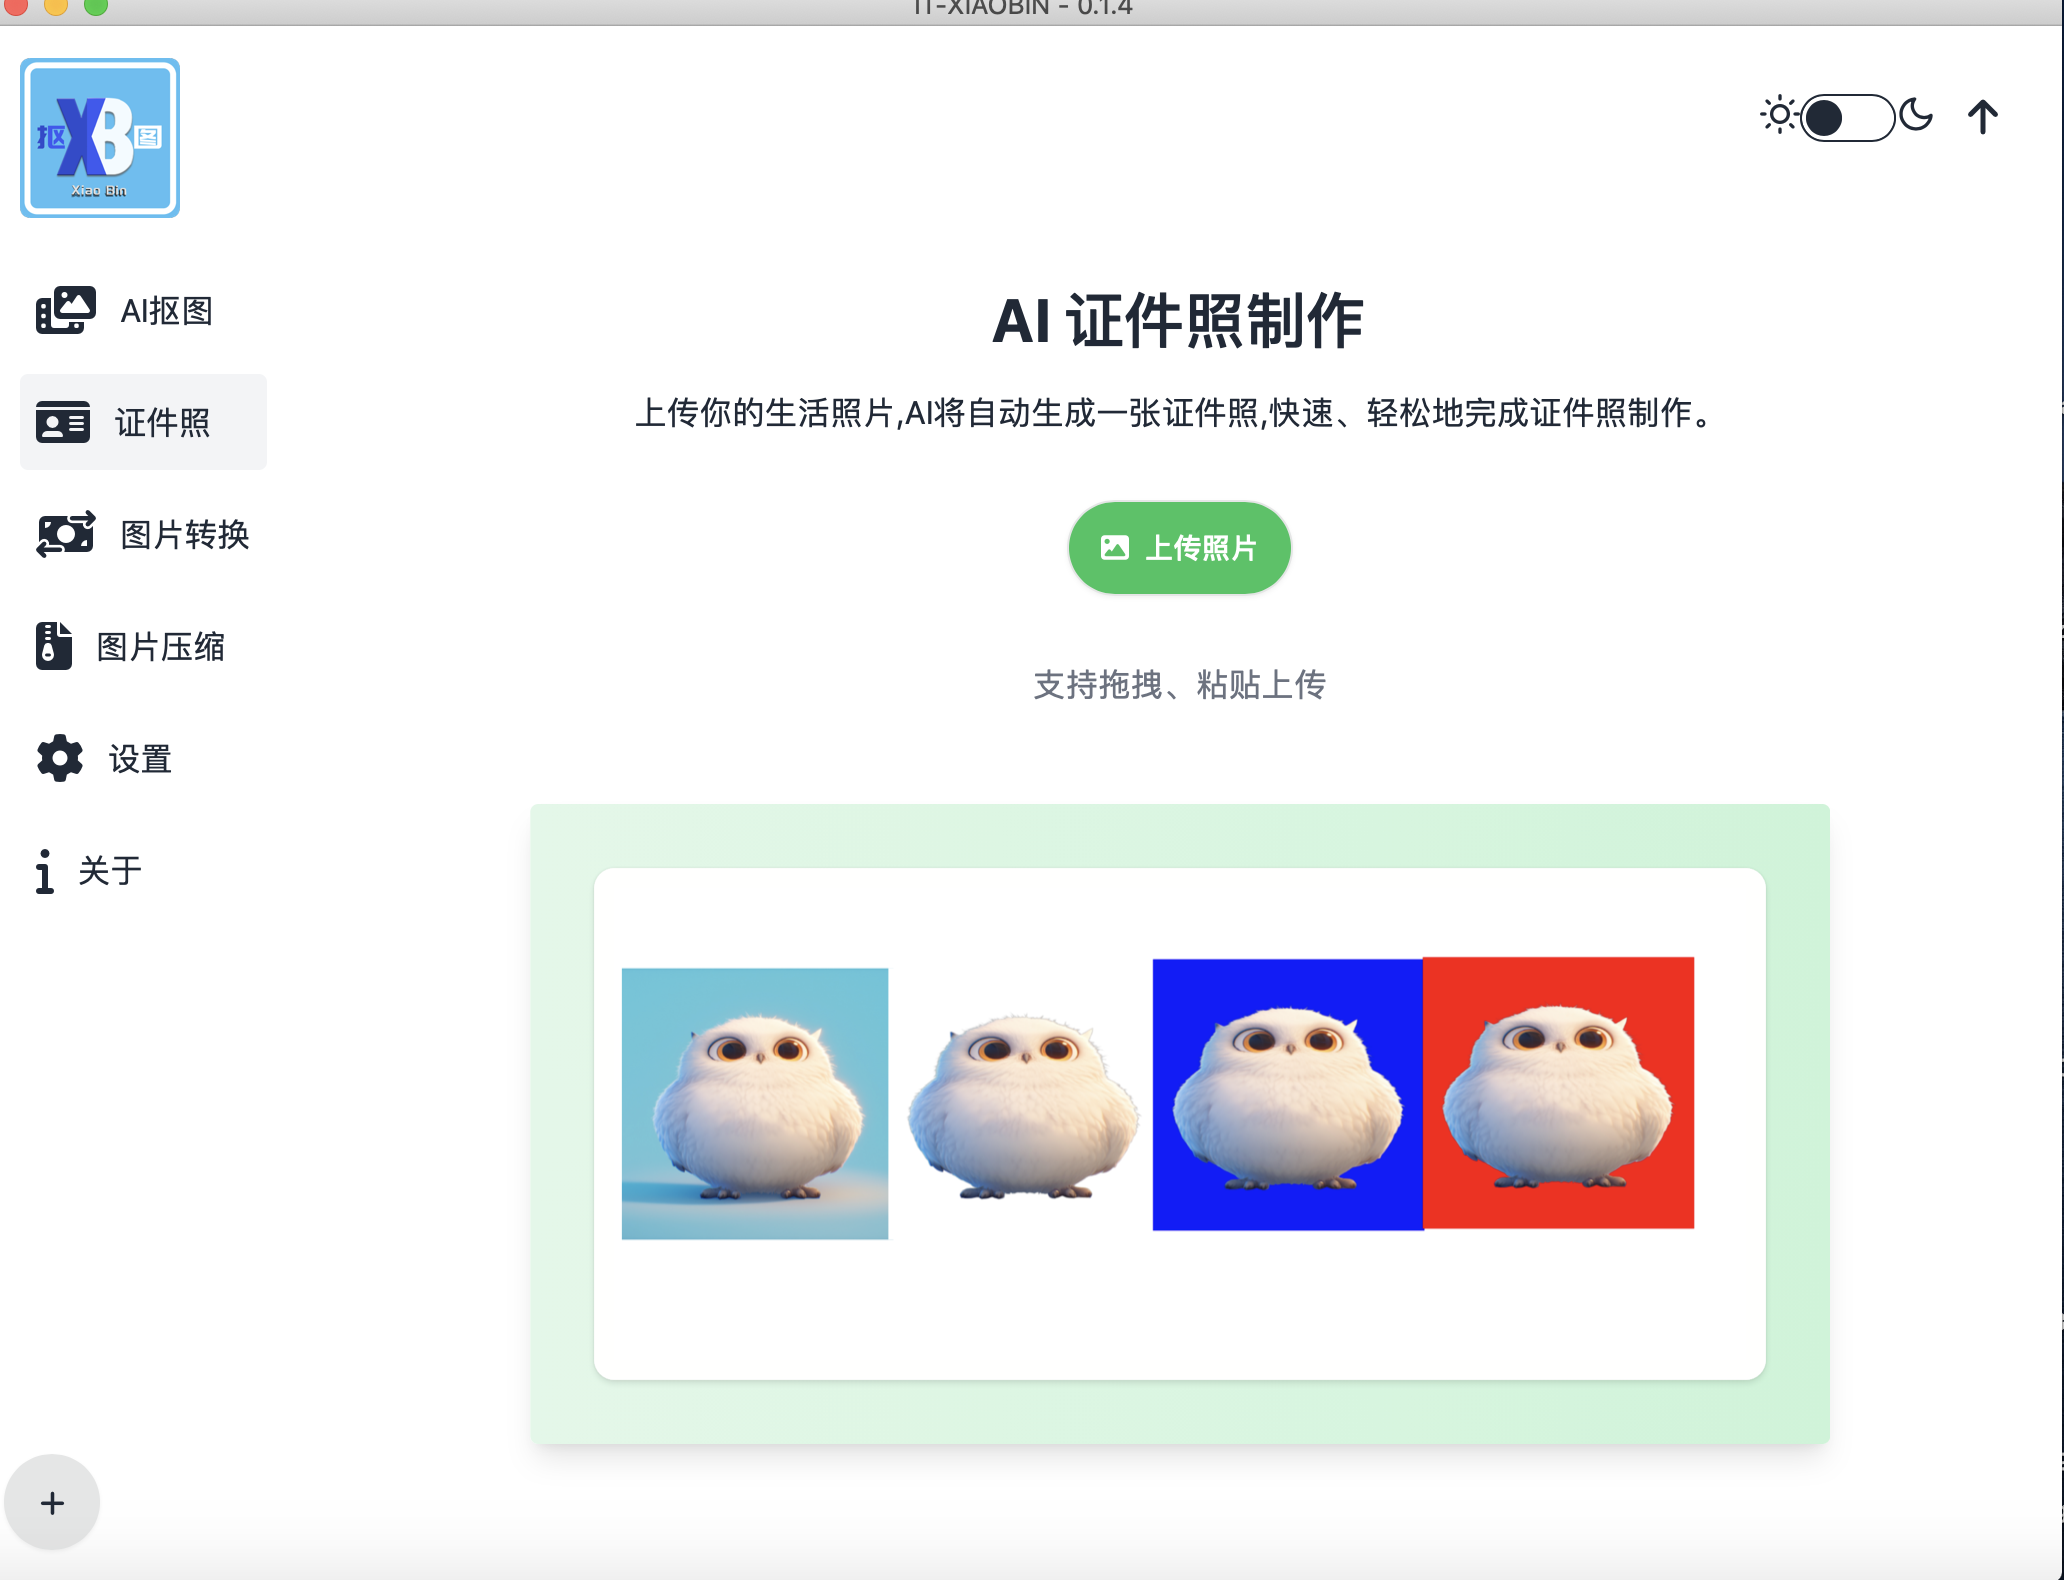 IT-XIAOBIN - 0.1.4
抠 XB 图
Xiao Bin
AI抠图
证件照
图片转换
图片压缩
设置
关于
AI 证件照制作
上传你的生活照片,AI将自动生成一张证件照,快速、轻松地完成证件照制作。
上传照片
支持拖拽、粘贴上传
+